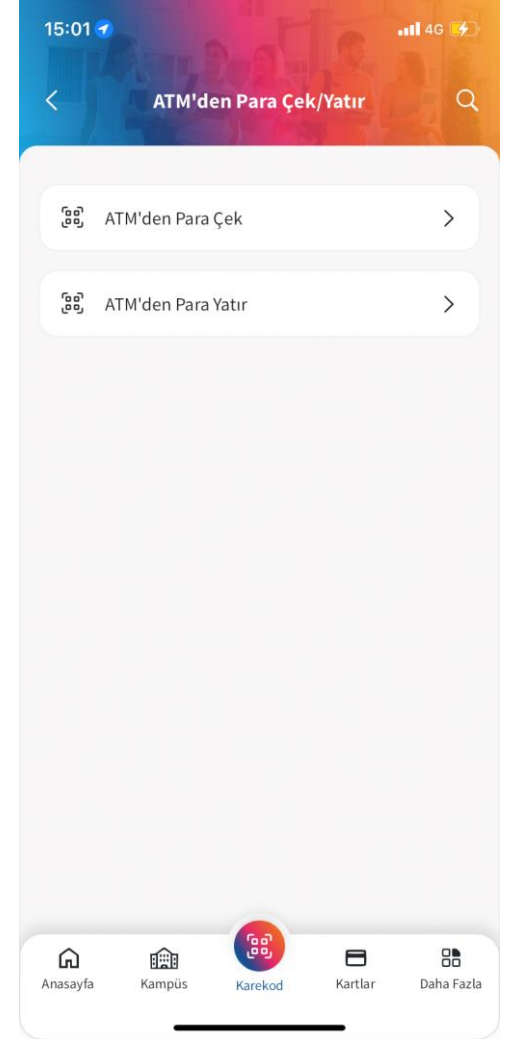 15:01 4G
ATM'den Para Çek/Yatır
ATM'den Para Çek
ATM'den Para Yatır
Anasayfa Kampüs Karekod Kartlar Daha Fazla